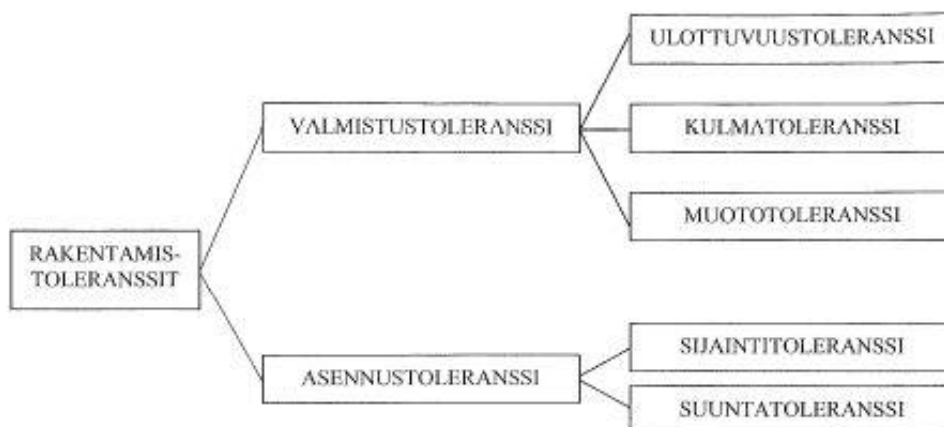 ULOTTUVUUSTOLERANSSI
VALMISTUSTOLERANSSI
KULMATOLERANSSI
MUOTOTOLERANSSI
RAKENTAMIS-
TOLERANSSIT
SIJAINTITOLERANSSI
ASENNUSTOLERANSSI
SUUNTATOLERANSSI